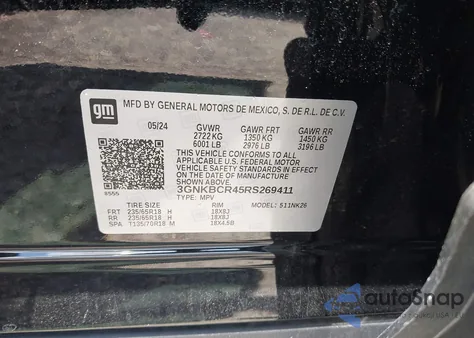 gm MFD BY GENERAL MOTORS DE MEXICO, S. DE R.L. DE C.V.
05/24 GVWR GAWR FRT GAWR RR
2722 KG 1350 KG 1450 KG
6001 LB 2976 LB 3196 LB
THIS VEHICLE CONFORMS TO ALL
APPLICABLE U.S. FEDERAL MOTOR VEHICLE
SAFETY AND THEFT PREVENTION STANDARDS
IN EFFECT ON THE DATE OF MANUFACTURE
SHOWN ABOVE.
3GNKBCR45RS269411
TYPE: MPV MODEL: 511NK26
TIRE SIZE RIM
FRT 235/65R18 H 18X8J
RR 235/65R18 H 18X8J
SPA T135/70R18 M 18X4.5B
autoSnap